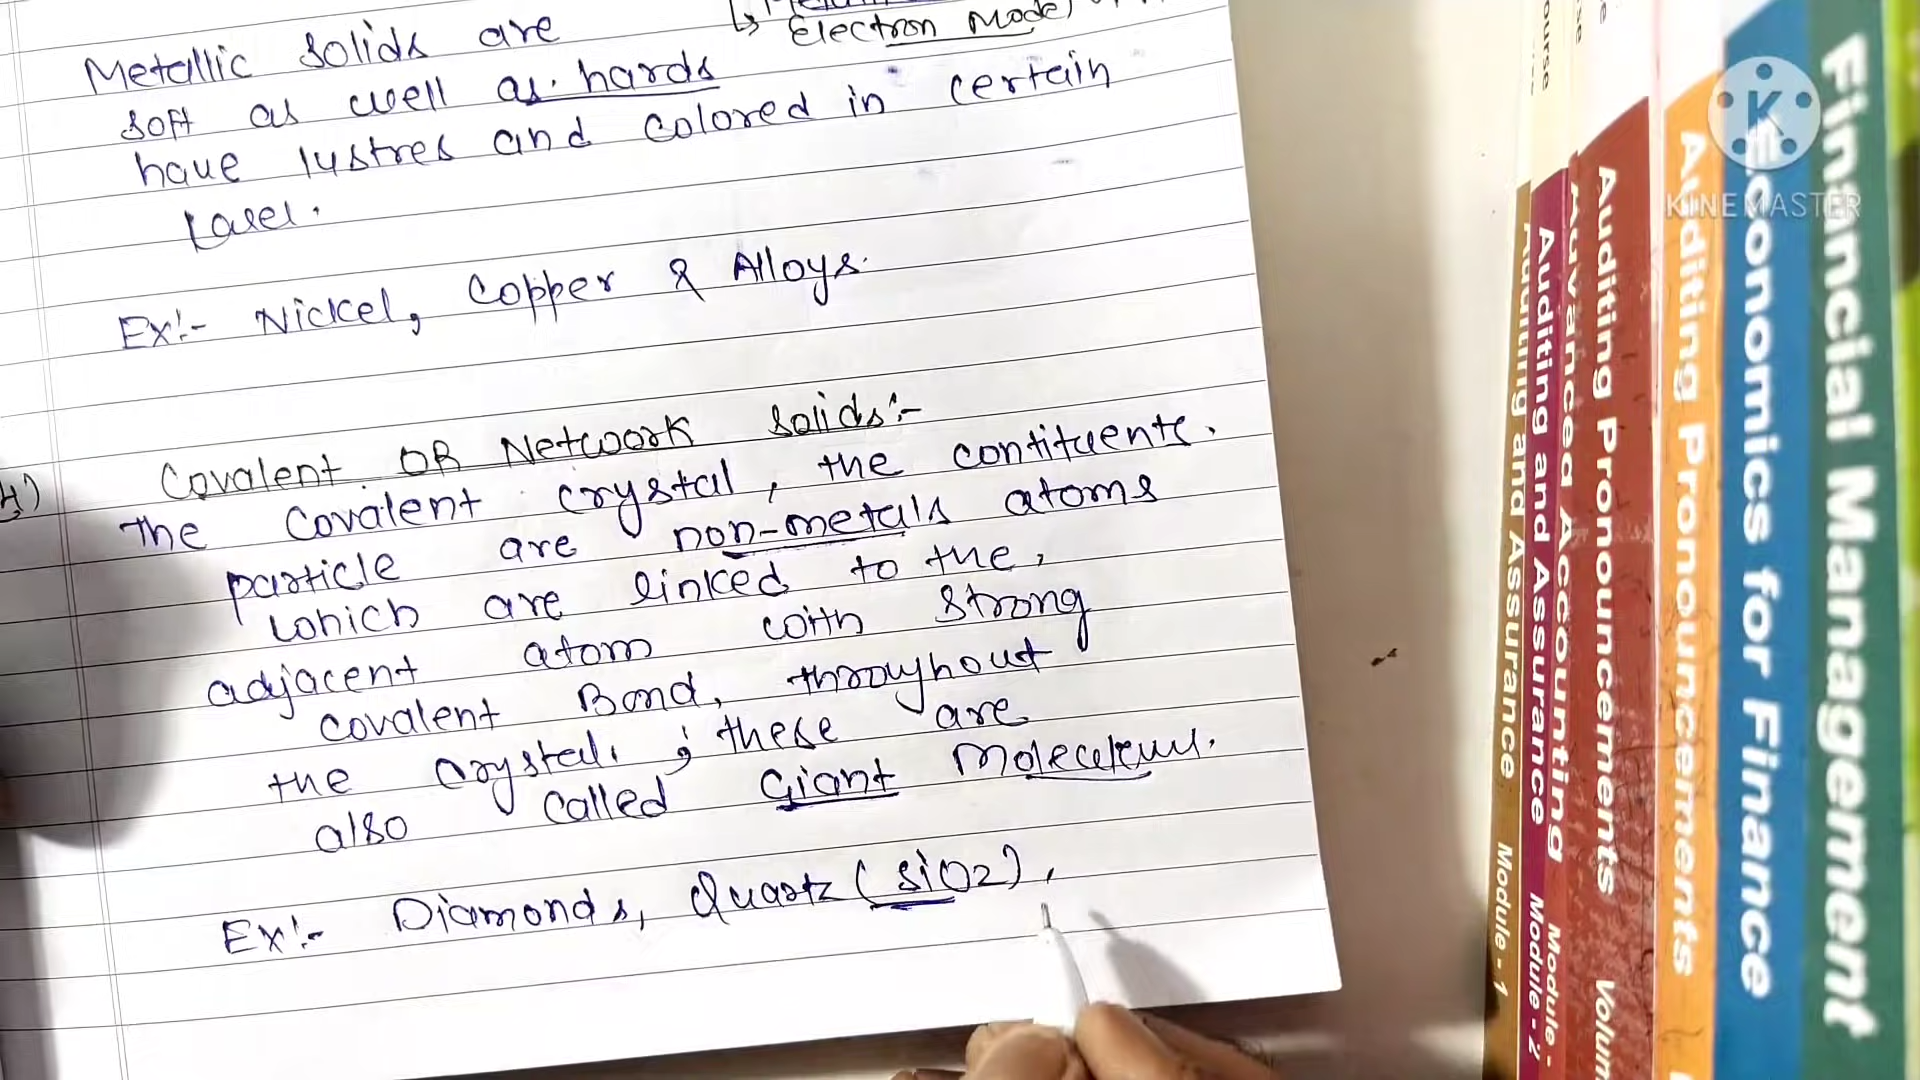 Electron Model
Metallic Solids are
soft as well as hards
have lustres and colored in certain
Ex:- Nickel, Copper & Alloys.
4) Covalent OR Network Solids:-
The Covalent crystal, the contituents.
particle are non-metals atoms
which are linked to the,
adjacent atom with strong
covalent Bond, throughout
the crystal. ; these are
also called Giant
Ex:- Diamonds, Quartz (SiO2),
KINEMASTER
ourse
Auditing and Assurance Module - 1
Auditing and Assurance Module - 2
Advanced Accounting Module -
Auditing Pronouncements Volum
Auditing Pronouncements
Economics for Finance
Financial Management